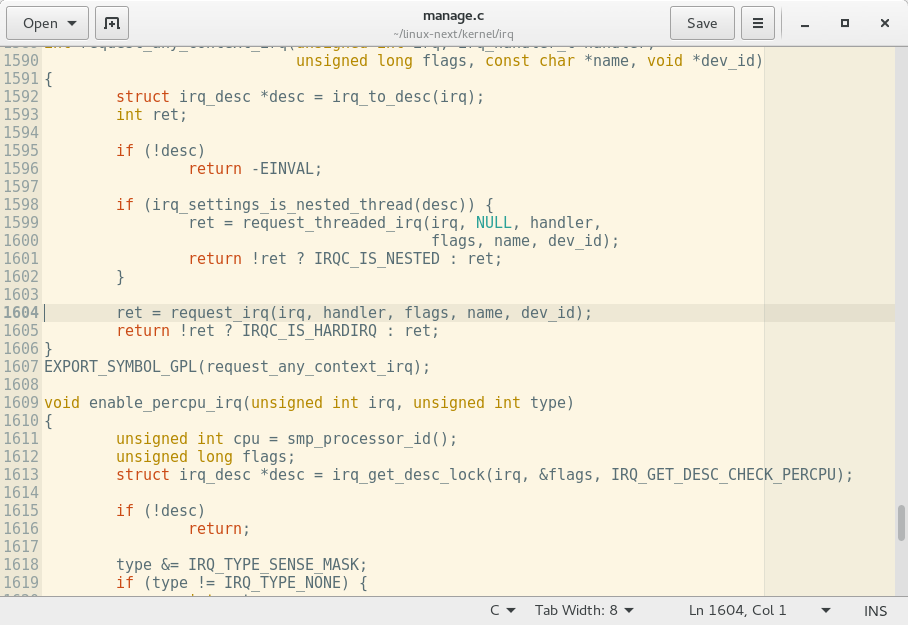 Open
manage.c
~/linux-next/kernel/irq
Save
1590                             unsigned long flags, const char *name, void *dev_id)
1591 {
1592         struct irq_desc *desc = irq_to_desc(irq);
1593         int ret;
1594
1595         if (!desc)
1596                 return -EINVAL;
1597
1598         if (irq_settings_is_nested_thread(desc)) {
1599                 ret = request_threaded_irq(irq, NULL, handler,
1600                                            flags, name, dev_id);
1601                 return !ret ? IRQC_IS_NESTED : ret;
1602         }
1603
1604         ret = request_irq(irq, handler, flags, name, dev_id);
1605         return !ret ? IRQC_IS_HARDIRQ : ret;
1606 }
1607 EXPORT_SYMBOL_GPL(request_any_context_irq);
1608
1609 void enable_percpu_irq(unsigned int irq, unsigned int type)
1610 {
1611         unsigned int cpu = smp_processor_id();
1612         unsigned long flags;
1613         struct irq_desc *desc = irq_get_desc_lock(irq, &flags, IRQ_GET_DESC_CHECK_PERCPU);
1614
1615         if (!desc)
1616                 return;
1617
1618         type &= IRQ_TYPE_SENSE_MASK;
1619         if (type != IRQ_TYPE_NONE) {
C
Tab Width: 8
Ln 1604, Col 1
INS